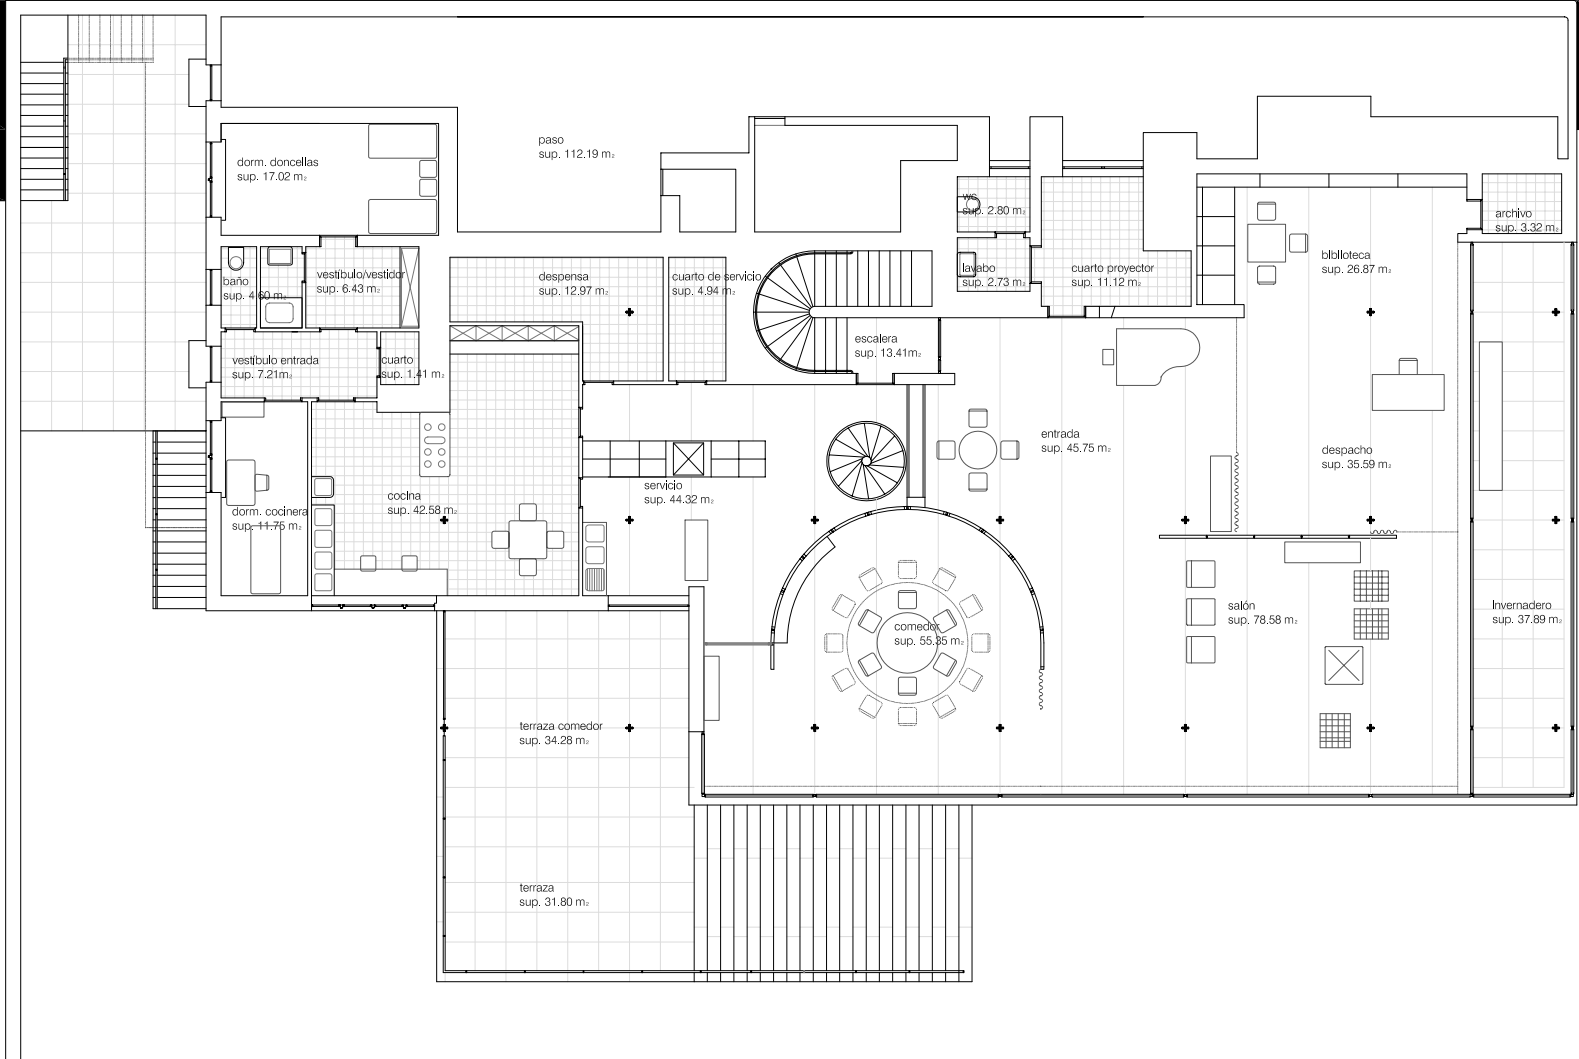 paso
sup. 112.19 m₂
dorm. doncellas
sup. 17.02 m₂
ws
sup. 2.80 m₂
archivo
sup. 3.32 m₂
biblioteca
sup. 26.87 m₂
baño
sup. 4.60 m₂
vestíbulo/vestidor
sup. 6.43 m₂
despensa
sup. 12.97 m₂
cuarto de servicio
sup. 4.94 m₂
lavabo
sup. 2.73 m₂
cuarto proyector
sup. 11.12 m₂
escalera
sup. 13.41m₂
vestíbulo entrada
sup. 7.21m₂
cuarto
sup. 1.41 m₂
entrada
sup. 45.75 m₂
despacho
sup. 35.59 m₂
servicio
sup. 44.32 m₂
cocina
sup. 42.58 m₂
dorm. cocinera
sup. 11.75 m₂
comedor
sup. 55.35 m₂
salón
sup. 78.58 m₂
Invernadero
sup. 37.89 m₂
terraza comedor
sup. 34.28 m₂
terraza
sup. 31.80 m₂